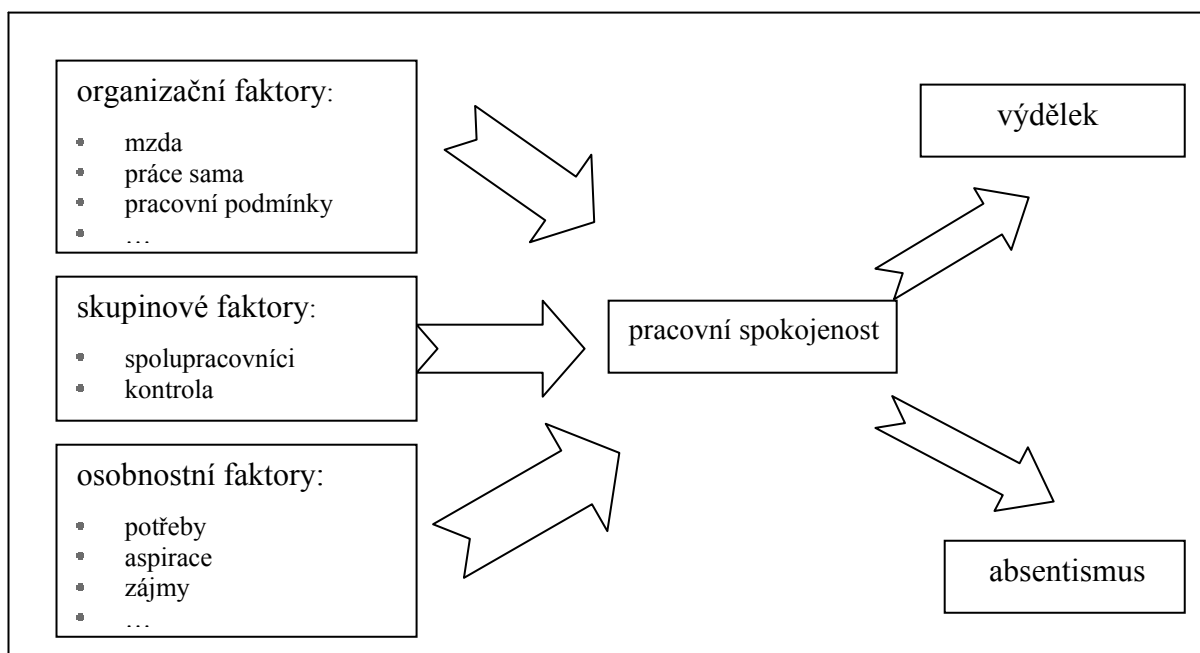 organizační faktory:
• mzda
• práce sama
• pracovní podmínky
• …
skupinové faktory:
• spolupracovníci
• kontrola
osobnostní faktory:
• potřeby
• aspirace
• zájmy
• …
pracovní spokojenost
výdělek
absentismus